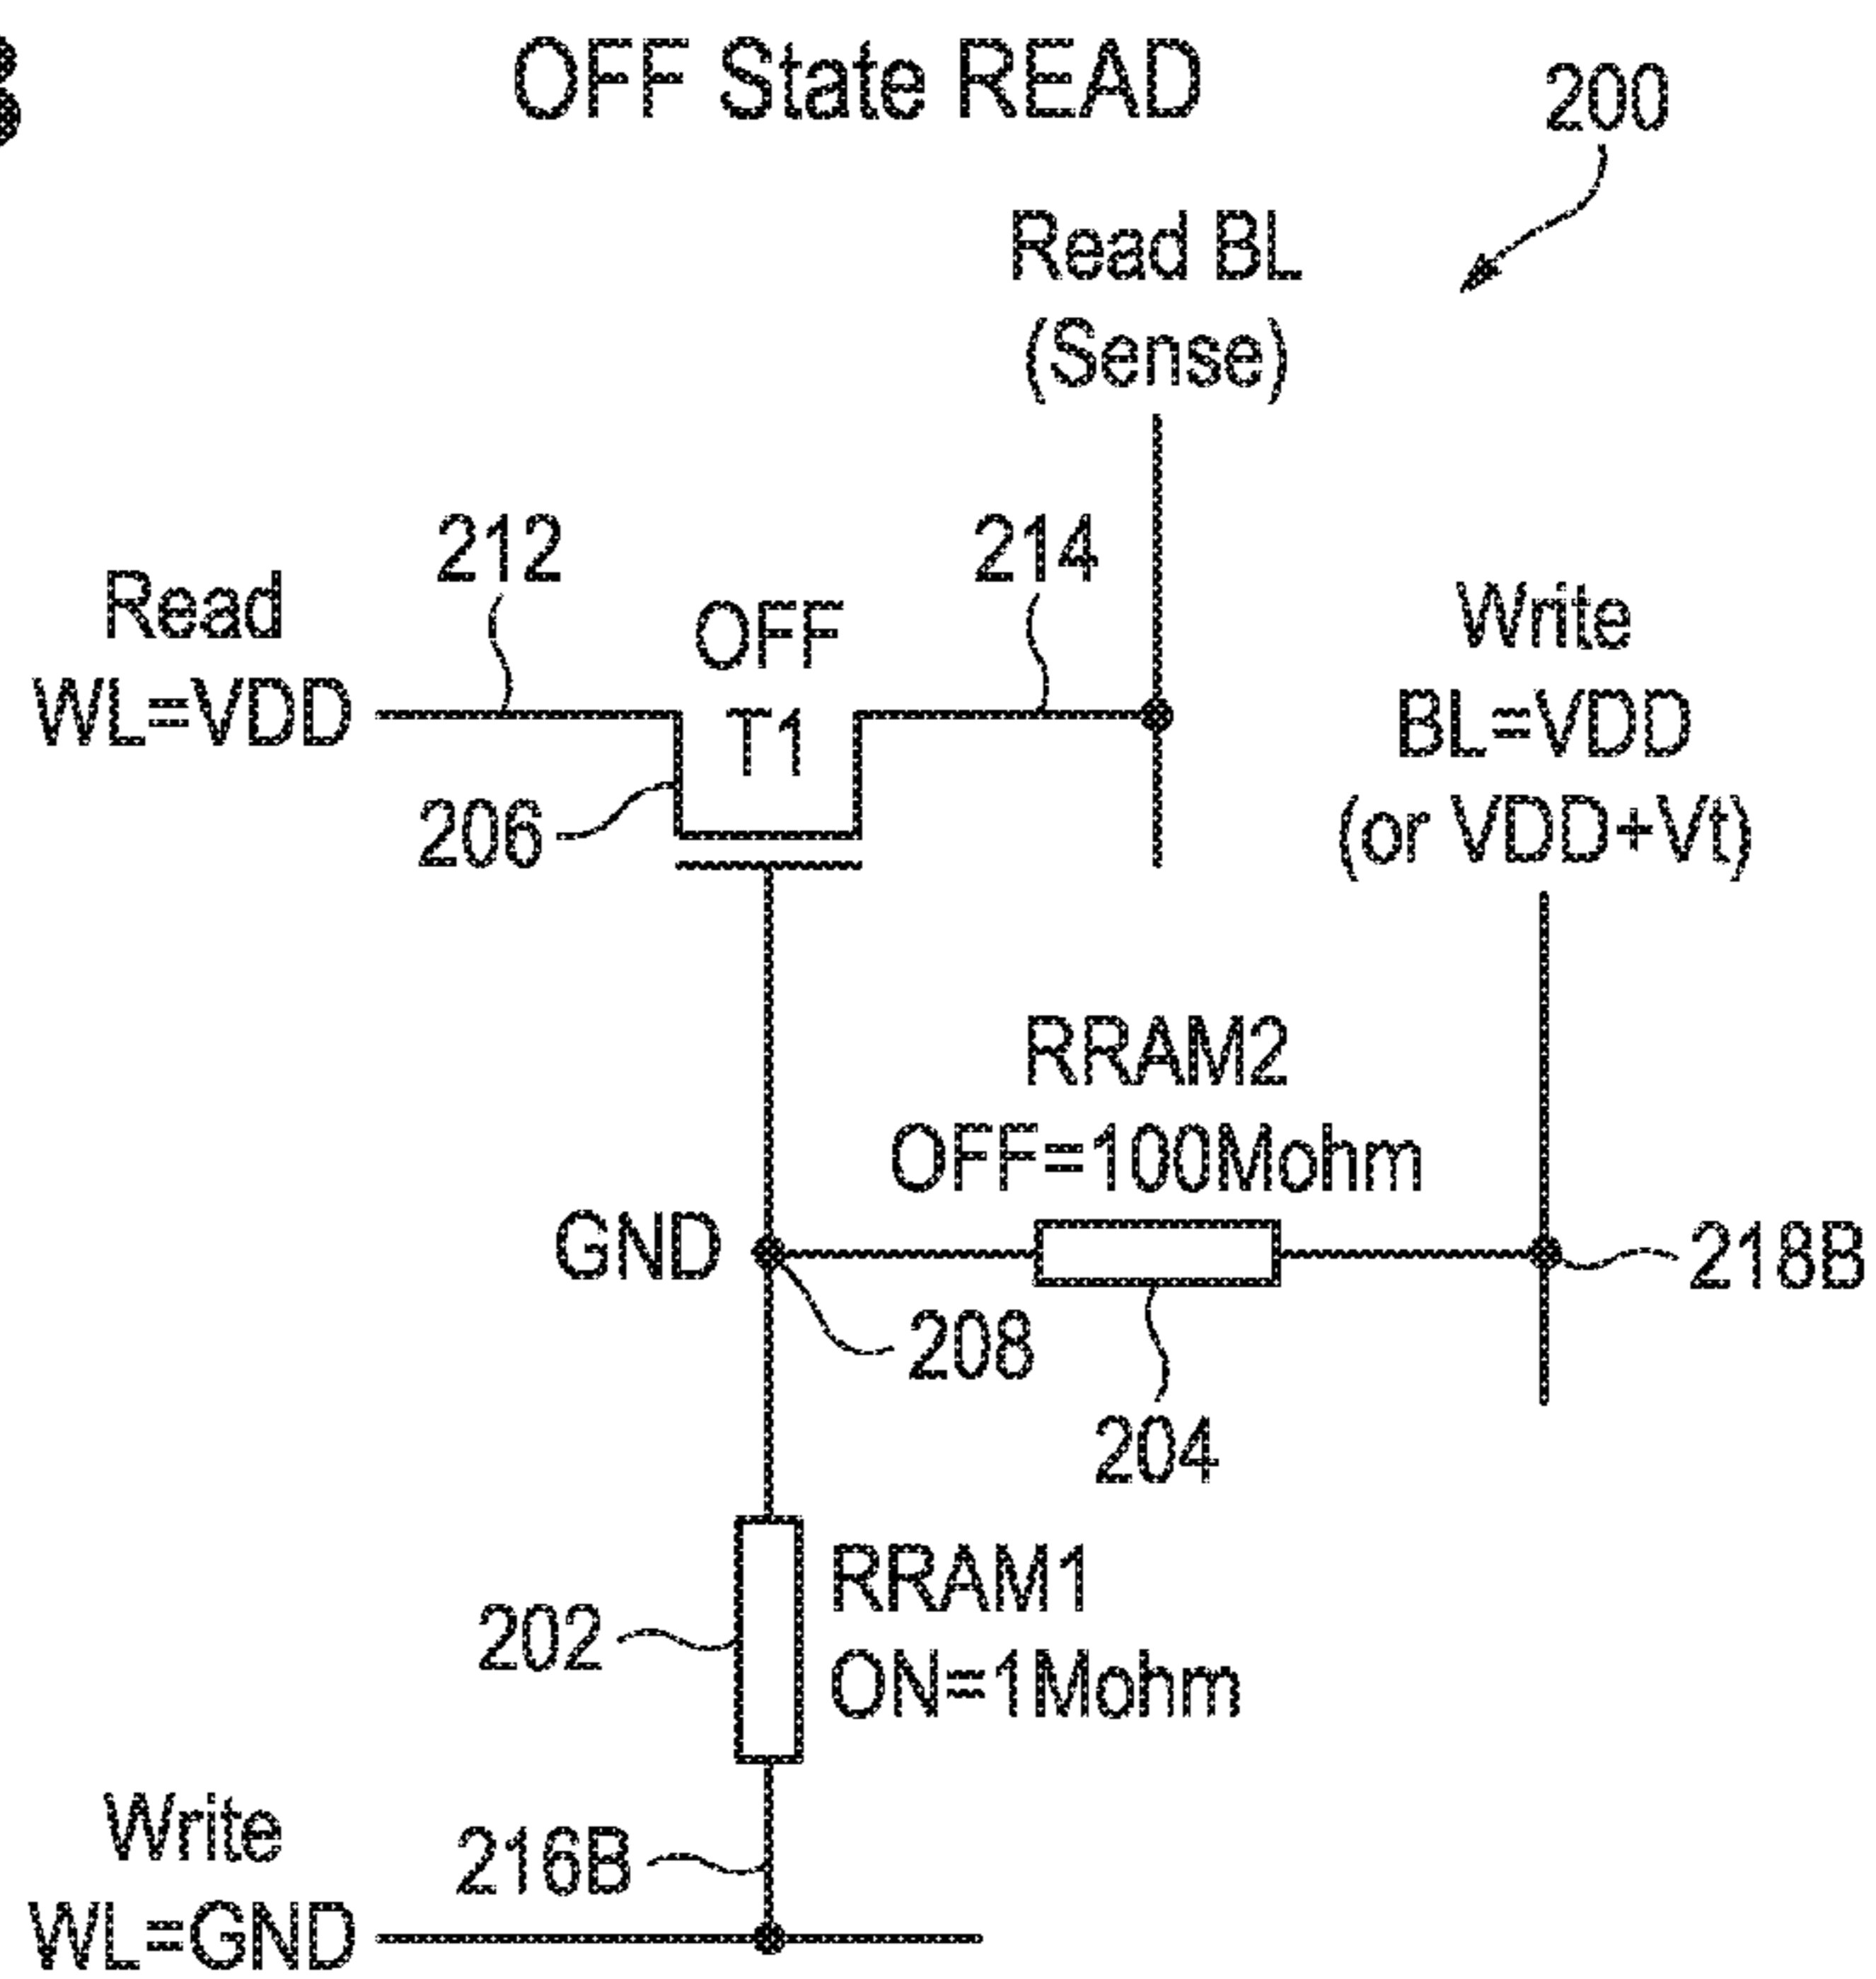 OFF State READ
200
Read BL
(Sense)
212
214
Read
WL=VDD
OFF
T1
Write
BL=VDD
(or VDD+Vt)
206
RRAM2
OFF=100Mohm
GND
218B
208
204
RRAM1
ON=1Mohm
202
Write
WL=GND
216B